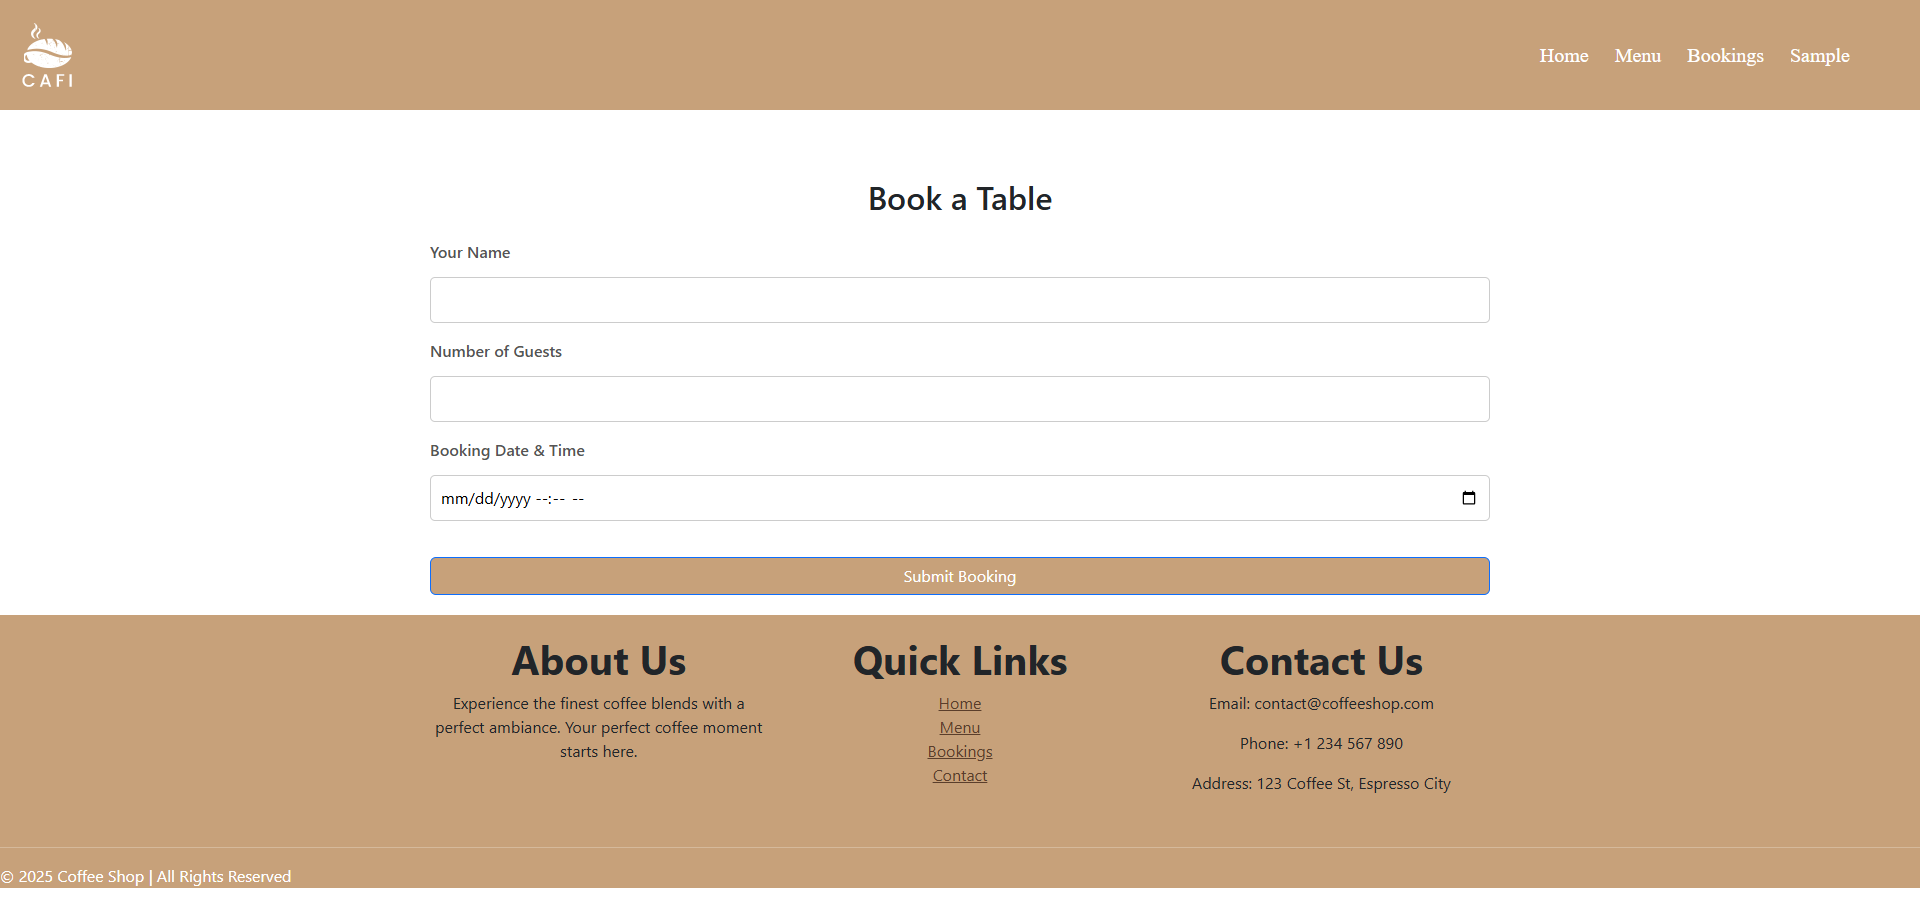 CAFI
Home Menu Bookings Sample
Book a Table
Your Name
Number of Guests
Booking Date & Time
mm/dd/yyyy --:-- --
Submit Booking
About Us
Experience the finest coffee blends with a
perfect ambiance. Your perfect coffee moment
starts here.
Quick Links
Home
Menu
Bookings
Contact
Contact Us
Email: contact@coffeeshop.com
Phone: +1 234 567 890
Address: 123 Coffee St, Espresso City
© 2025 Coffee Shop | All Rights Reserved